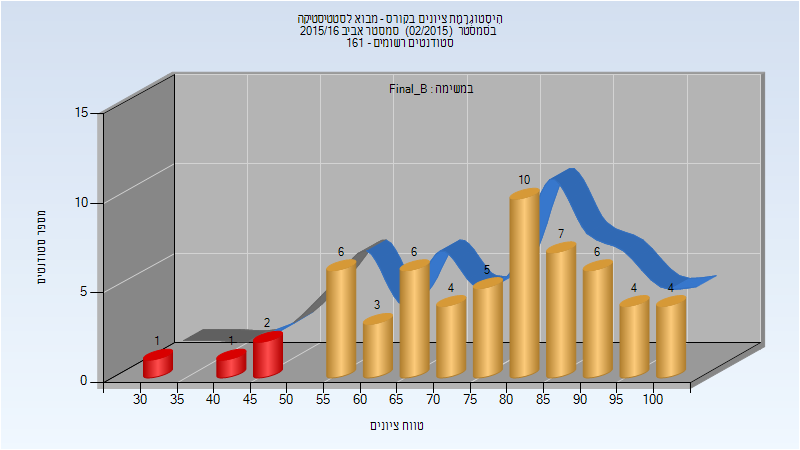 היסטוגרמת ציונים בקורס - מבוא לסטטיסטיקה
בסמסטר (02/2015) סמסטר אביב 2015/16
סטודנטים רשומים - 161
במשימה : Final_B
מספר סטודנטים
15
10
5
0
1
1
2
6
3
6
4
5
10
7
6
4
4
30 35 40 45 50 55 60 65 70 75 80 85 90 95 100
טווח ציונים